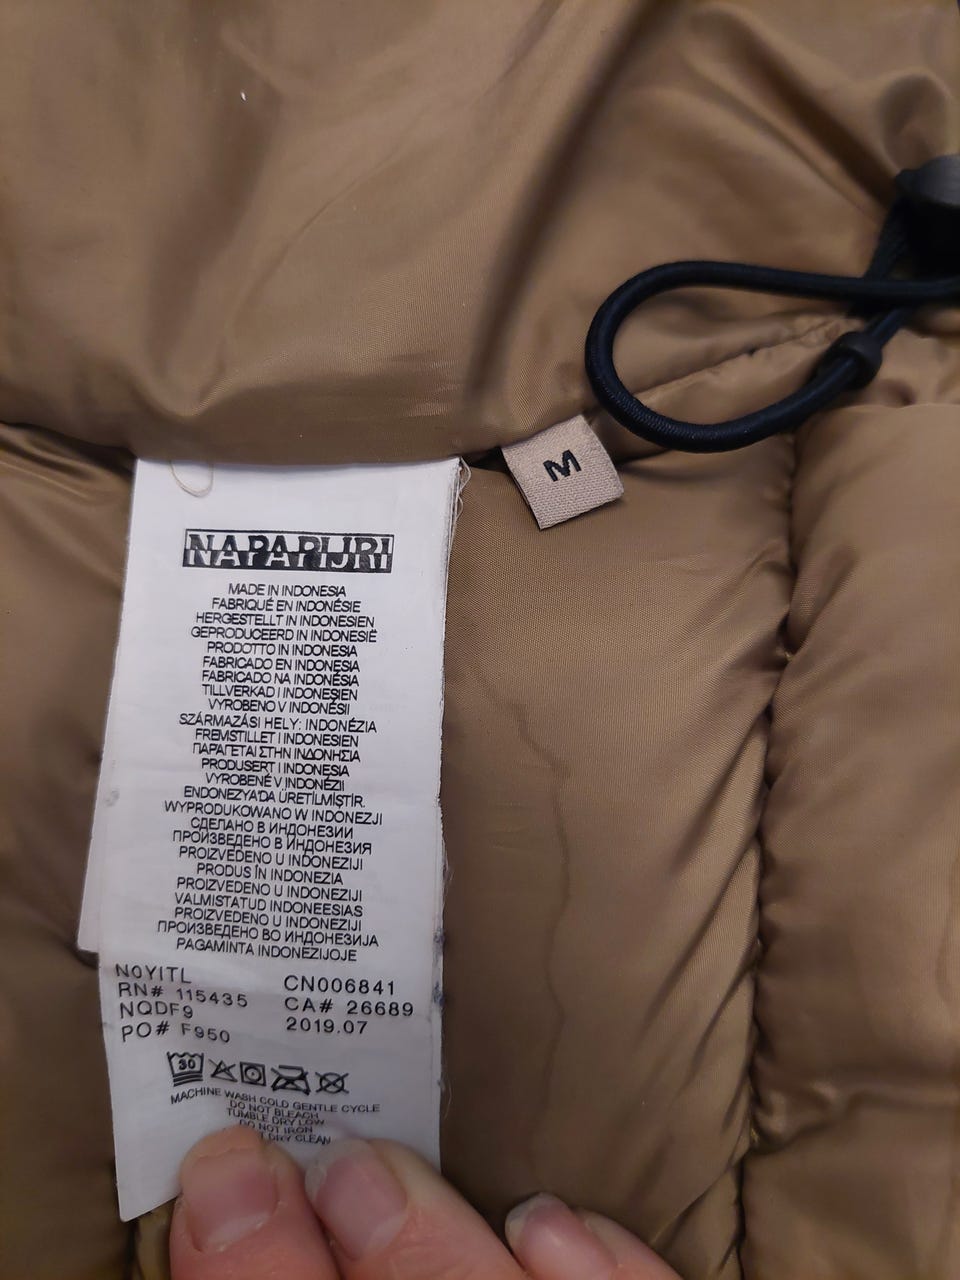 M
NAPAPIJRI
MADE IN INDONESIA
FABRIQUÉ EN INDONÉSIE
HERGESTELLT IN INDONESIEN
GEPRODUCEERD IN INDONESIË
PRODOTTO IN INDONESIA
FABRICADO EN INDONESIA
FABRICADO NA INDONÉSIA
TILLVERKAD I INDONESIEN
VYROBENO V INDONÉSII
SZÁRMAZÁSI HELY: INDONÉZIA
FREMSTILLET I INDONESIEN
ΠΑΡΑΓΕΤΑΙ ΣΤΗΝ ΙΝΔΟΝΗΣΙΑ
PRODUSERT I INDONESIA
VYROBENÉ V INDONÉZII
ENDONEZYA'DA ÜRETİLMİŞTİR.
WYPRODUKOWANO W INDONEZJI
СДЕЛАНО В ИНДОНЕЗИИ
ПРОИЗВЕДЕНО В ИНДОНЕЗИЯ
PROIZVEDENO U INDONEZIJI
PRODUS ÎN INDONEZIA
PROIZVEDENO U INDONEZIJI
VALMISTATUD INDONEESIAS
PROIZVEDENO U INDONEZIJI
ПРОИЗВЕДЕНО ВО ИНДОНЕЗИЈА
PAGAMINTA INDONEZIJOJE
N0YITL CN006841
RN# 115435 CA# 26689
NQDF9 2019.07
PO# F950
30
MACHINE WASH COLD GENTLE CYCLE
DO NOT BLEACH
TUMBLE DRY LOW
DO NOT IRON
DRY CLEAN